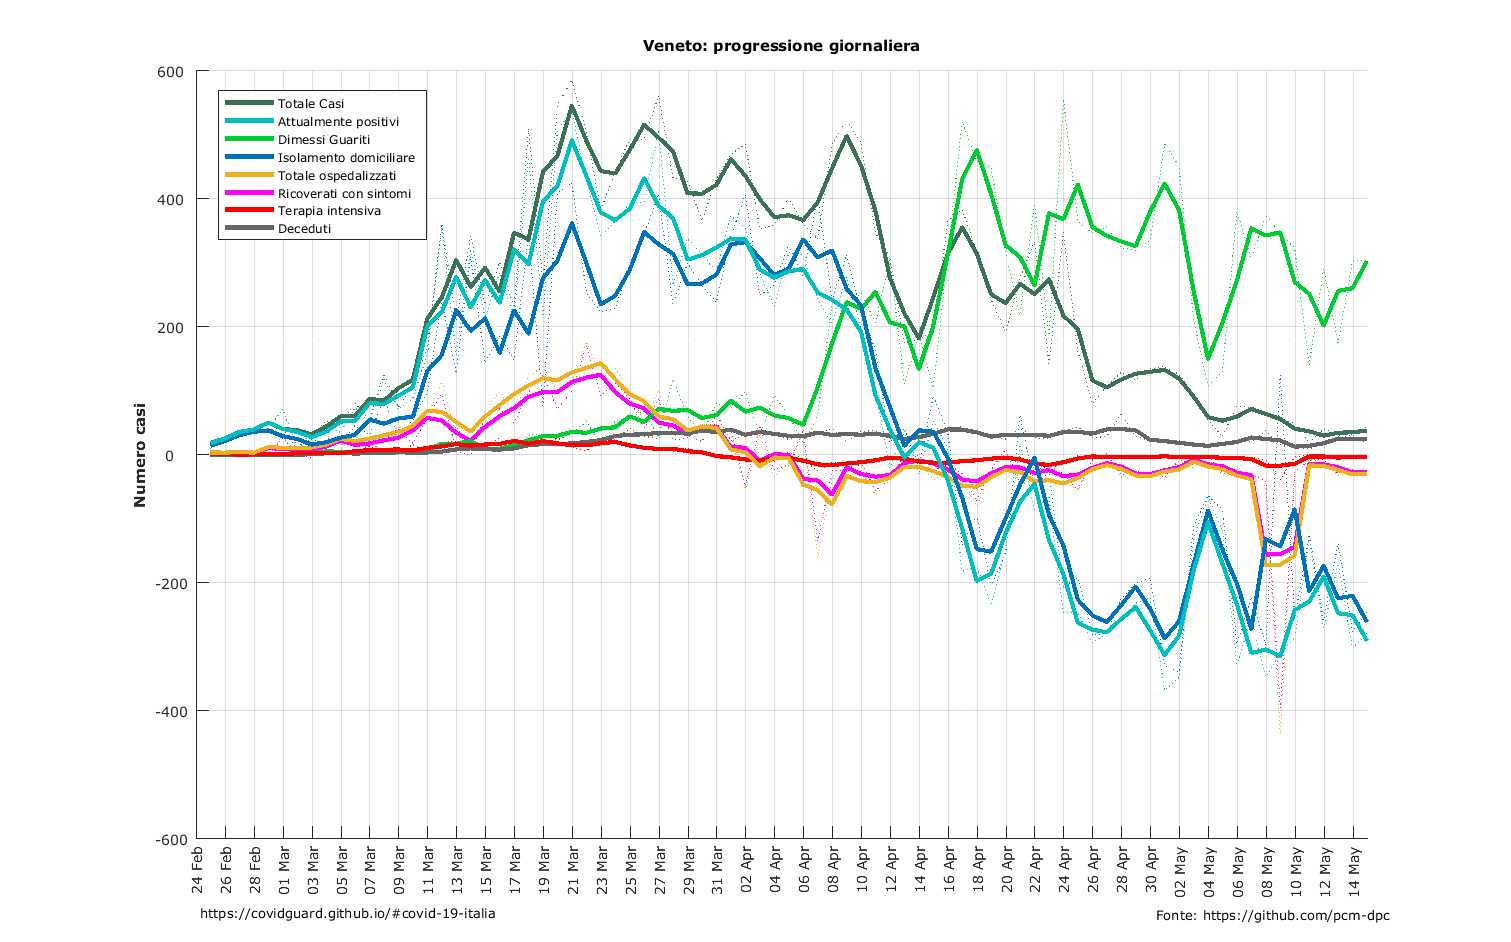 Veneto: progressione giornaliera
Totale Casi
Attualmente positivi
Dimessi Guariti
Isolamento domiciliare
Totale ospedalizzati
Ricoverati con sintomi
Terapia intensiva
Deceduti
Numero casi
600
400
200
0
-200
-400
-600
24 Feb
26 Feb
28 Feb
01 Mar
03 Mar
05 Mar
07 Mar
09 Mar
11 Mar
13 Mar
15 Mar
17 Mar
19 Mar
21 Mar
23 Mar
25 Mar
27 Mar
29 Mar
31 Mar
02 Apr
04 Apr
06 Apr
08 Apr
10 Apr
12 Apr
14 Apr
16 Apr
18 Apr
20 Apr
22 Apr
24 Apr
26 Apr
28 Apr
30 Apr
02 May
04 May
06 May
08 May
10 May
12 May
14 May
https://covidguard.github.io/#covid-19-italia
Fonte: https://github.com/pcm-dpc